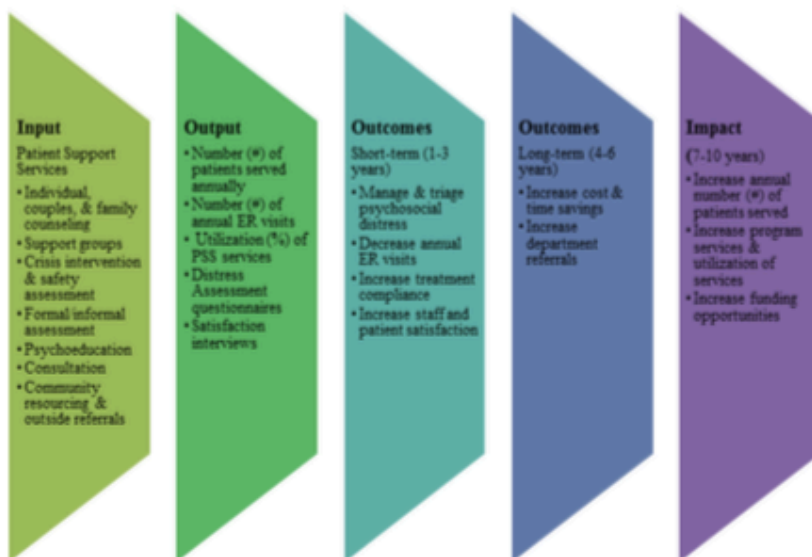 Input
Patient Support
Services
• Individual,
couples, & family
counseling
• Support groups
• Crisis intervention
& safety
assessment
• Formal/informal
assessment
• Psychoeducation
• Consultation
• Community
resourcing &
outside referrals
Output
• Number (#) of
patients served
annually
• Number (#) of
annual ER visits
• Utilization (%) of
PSS services
• Distress
Assessment
questionnaires
• Satisfaction
interviews
Outcomes
Short-term (1-3
years)
• Manage & triage
psychosocial
distress
• Decrease annual
ER visits
• Increase treatment
compliance
• Increase staff and
patient satisfaction
Outcomes
Long-term (4-6
years)
• Increase cost &
time savings
• Increase
department
referrals
Impact
(7-10 years)
• Increase annual
number (#) of
patients served
• Increase program
services &
utilization of
services
• Increase funding
opportunities